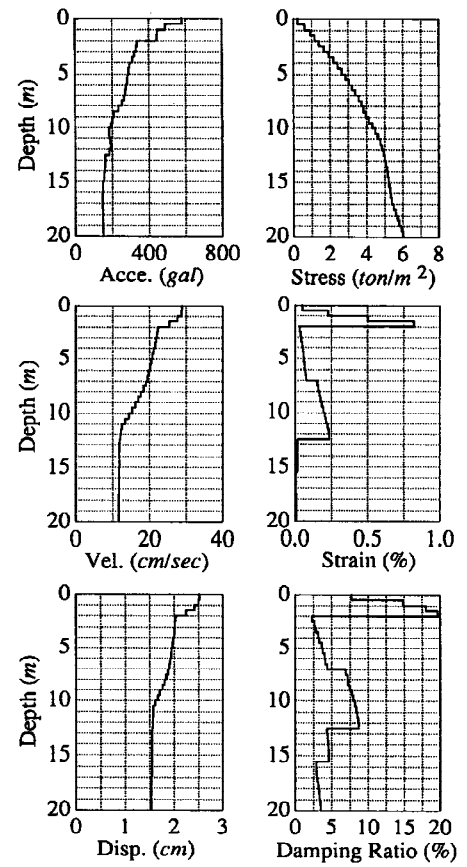 0
5
10
15
20
Depth (m)
0 400 800
Acce. (gal)
0 2 4 6 8
Stress (ton/m 2)
0
5
10
15
20
Depth (m)
0 20 40
Vel. (cm/sec)
0
5
10
15
20
0.0 0.5 1.0
Strain (%)
0
5
10
15
20
Depth (m)
0 1 2 3
Disp. (cm)
0
5
10
15
20
0 5 10 15 20
Damping Ratio (%)
0
5
10
15
20